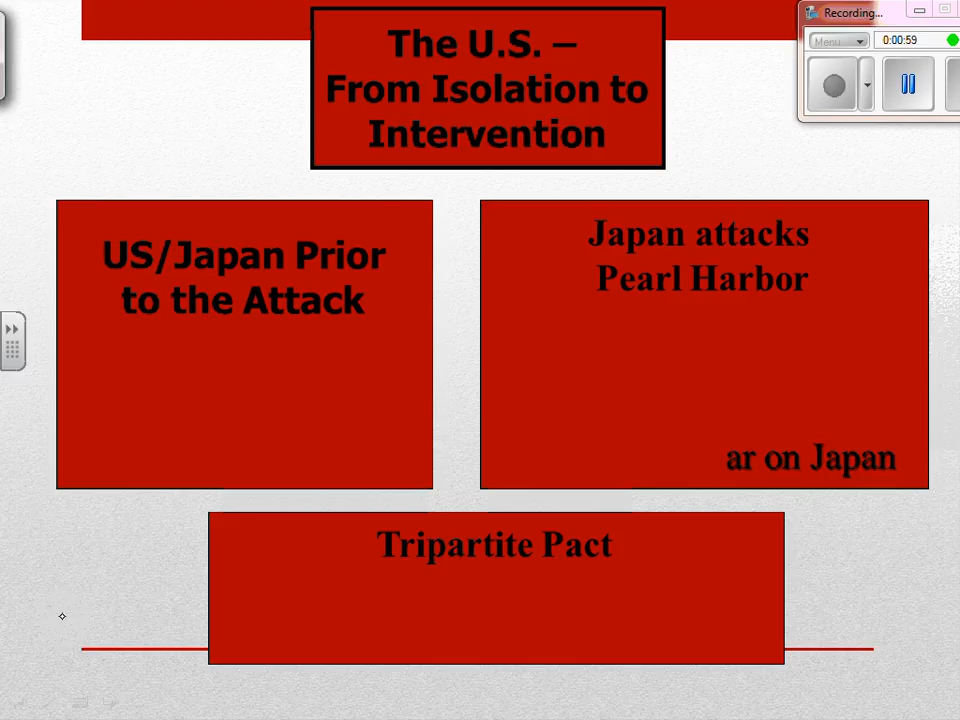 The U.S. –
From Isolation to
Intervention
Recording...
Menu
0:00:59
US/Japan Prior
to the Attack
Japan attacks
Pearl Harbor
ar on Japan
Tripartite Pact